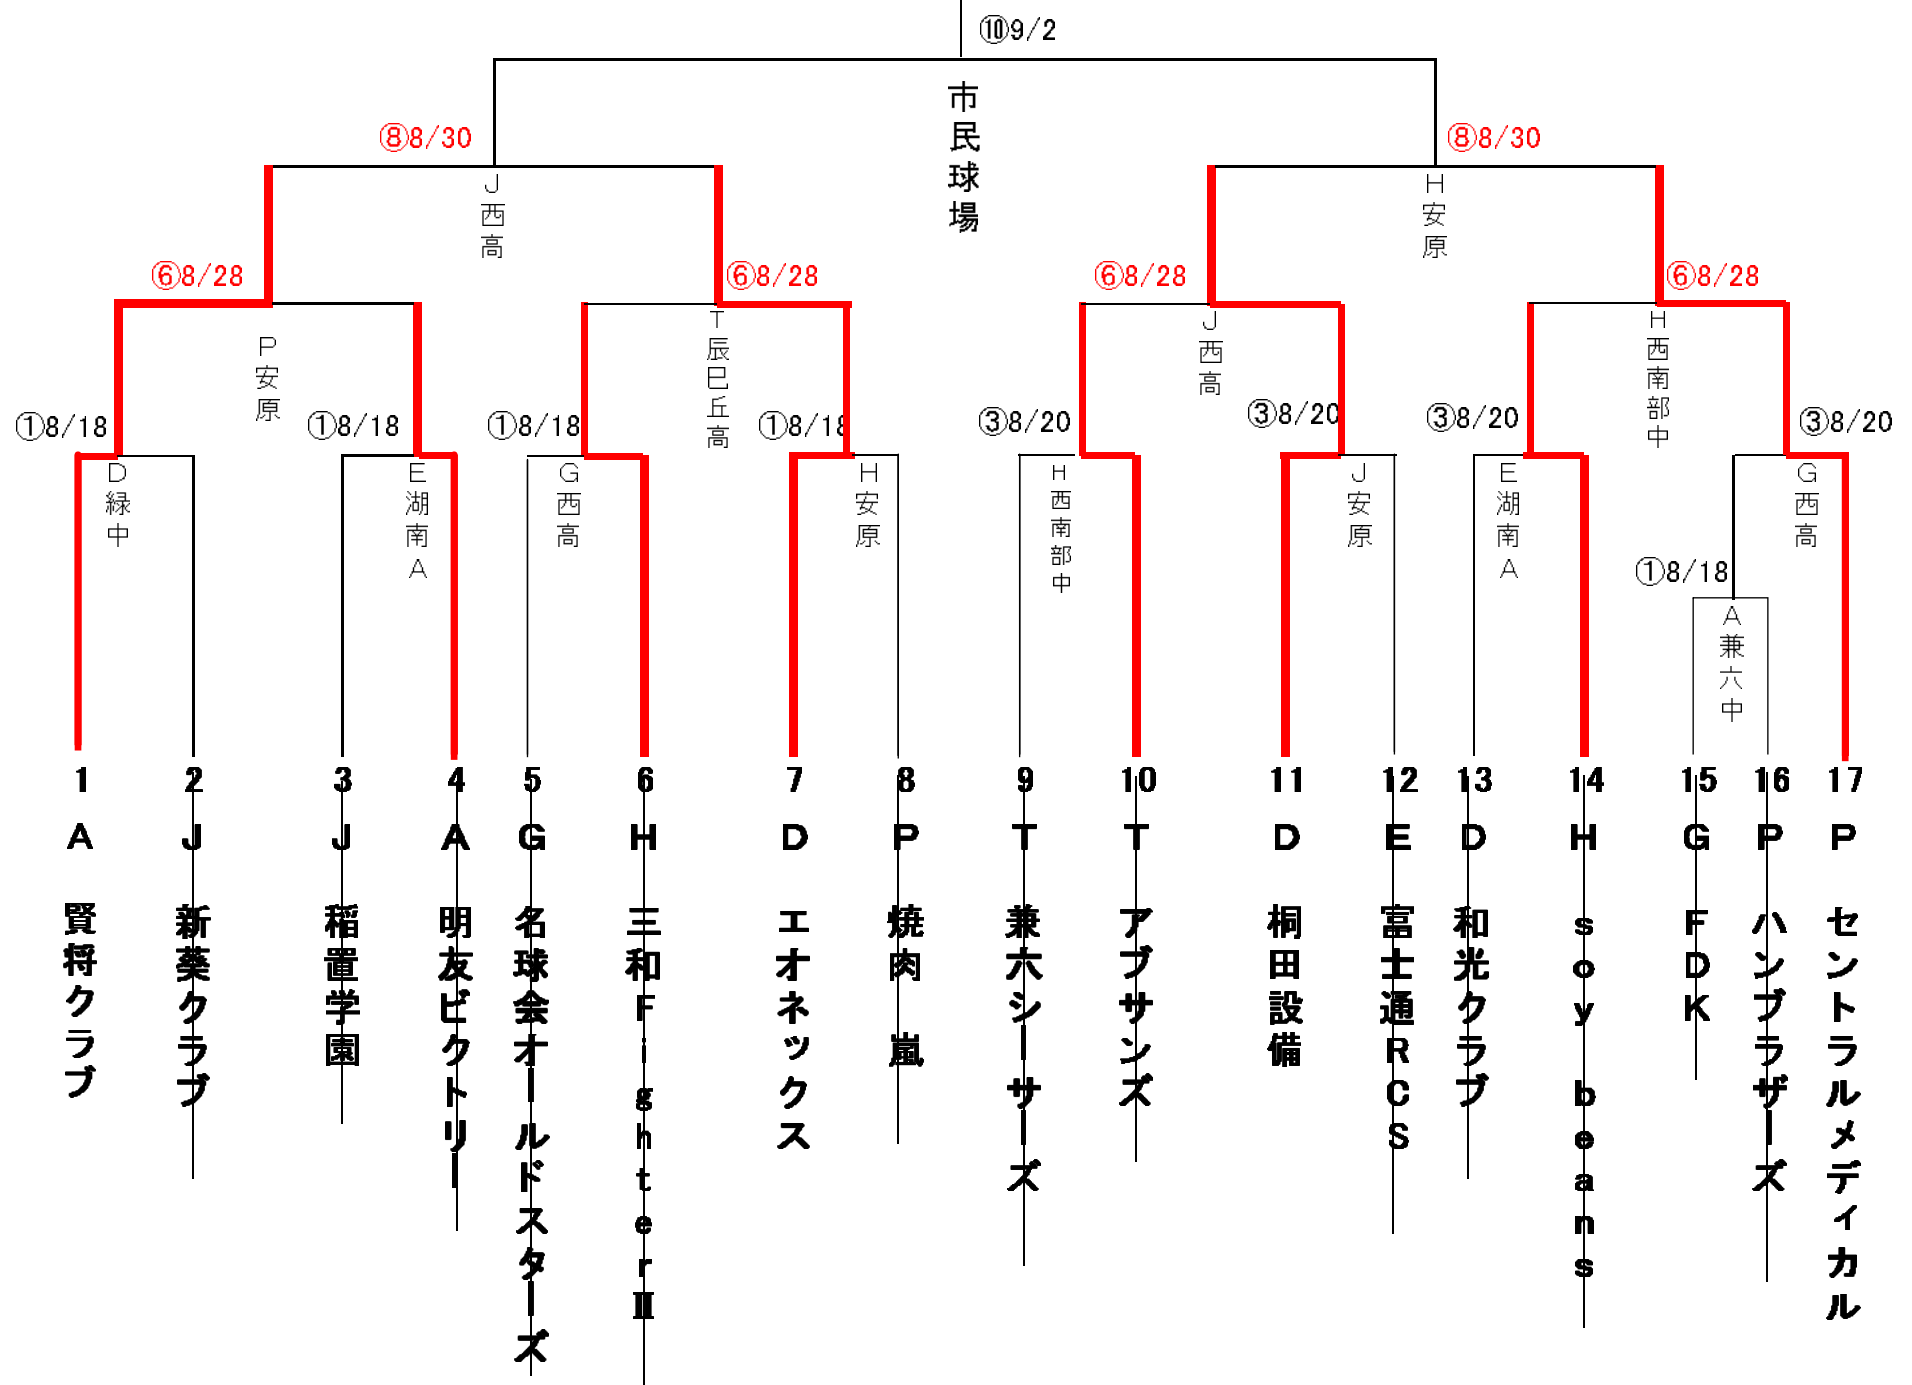 ⑩9/2
市民球場
⑧8/30
⑧8/30
J西高
H安原
⑥8/28
⑥8/28
⑥8/28
⑥8/28
P安原
T辰巳丘高
J西高
H西南部中
①8/18
①8/18
①8/18
①8/18
③8/20
③8/20
③8/20
③8/20
D緑中
E湖南A
G西高
H安原
H西南部中
J安原
E湖南A
G西高
①8/18
A兼六中
1 A 賢将クラブ
2 J 新薬クラブ
3 J 稲置学園
4 A 明友ビクトリー
5 G 名球会オールドスターズ
6 H 三和FighterⅡ
7 D エオネックス
8 P 焼肉 嵐
9 T 兼六シーサーズ
10 T アブサンズ
11 D 桐田設備
12 E 富士通RCS
13 D 和光クラブ
14 H soy beans
15 G FDK
16 P ハンブラザーズ
17 P セントラルメディカル